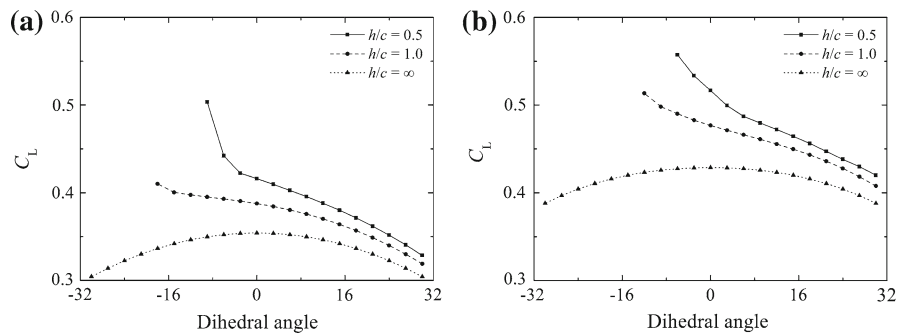 (a)
0.6
0.5
0.4
0.3
C_L
h/c = 0.5
h/c = 1.0
h/c = ∞
-32
-16
0
16
32
Dihedral angle
(b)
0.6
0.5
0.4
0.3
C_L
h/c = 0.5
h/c = 1.0
h/c = ∞
-32
-16
0
16
32
Dihedral angle